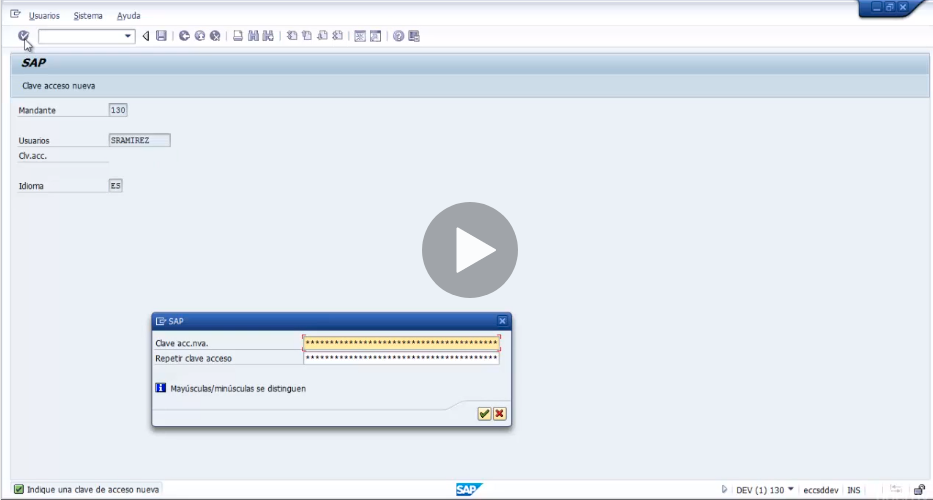 Usuarios Sistema Ayuda
SAP
Clave acceso nueva
Mandante 130
Usuarios SRAMIREZ
Clv.acc.
Idioma ES
SAP
Clave acc.nva. ****************************************
Repetir clave acceso ****************************************
Mayúsculas/minúsculas se distinguen
Indique una clave de acceso nueva
SAP
DEV (1) 130 eccsddev INS